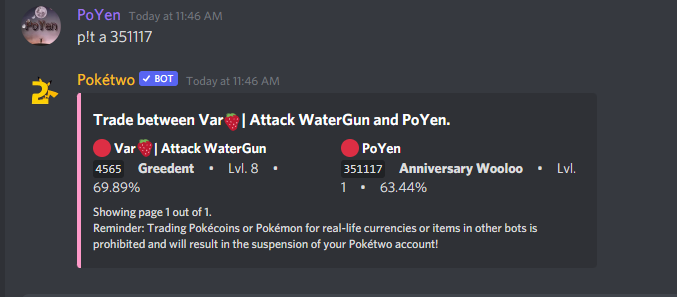 PoYen Today at 11:46 AM
PoYen
p!t a 351117
Pokétwo ✓ BOT Today at 11:46 AM
Trade between Var🍓| Attack WaterGun and PoYen.
🔴 Var🍓| Attack WaterGun
4565 Greedent • Lvl. 8 •
69.89%
🔴 PoYen
351117 Anniversary Wooloo • Lvl.
1 • 63.44%
Showing page 1 out of 1.
Reminder: Trading Pokécoins or Pokémon for real-life currencies or items in other bots is
prohibited and will result in the suspension of your Pokétwo account!